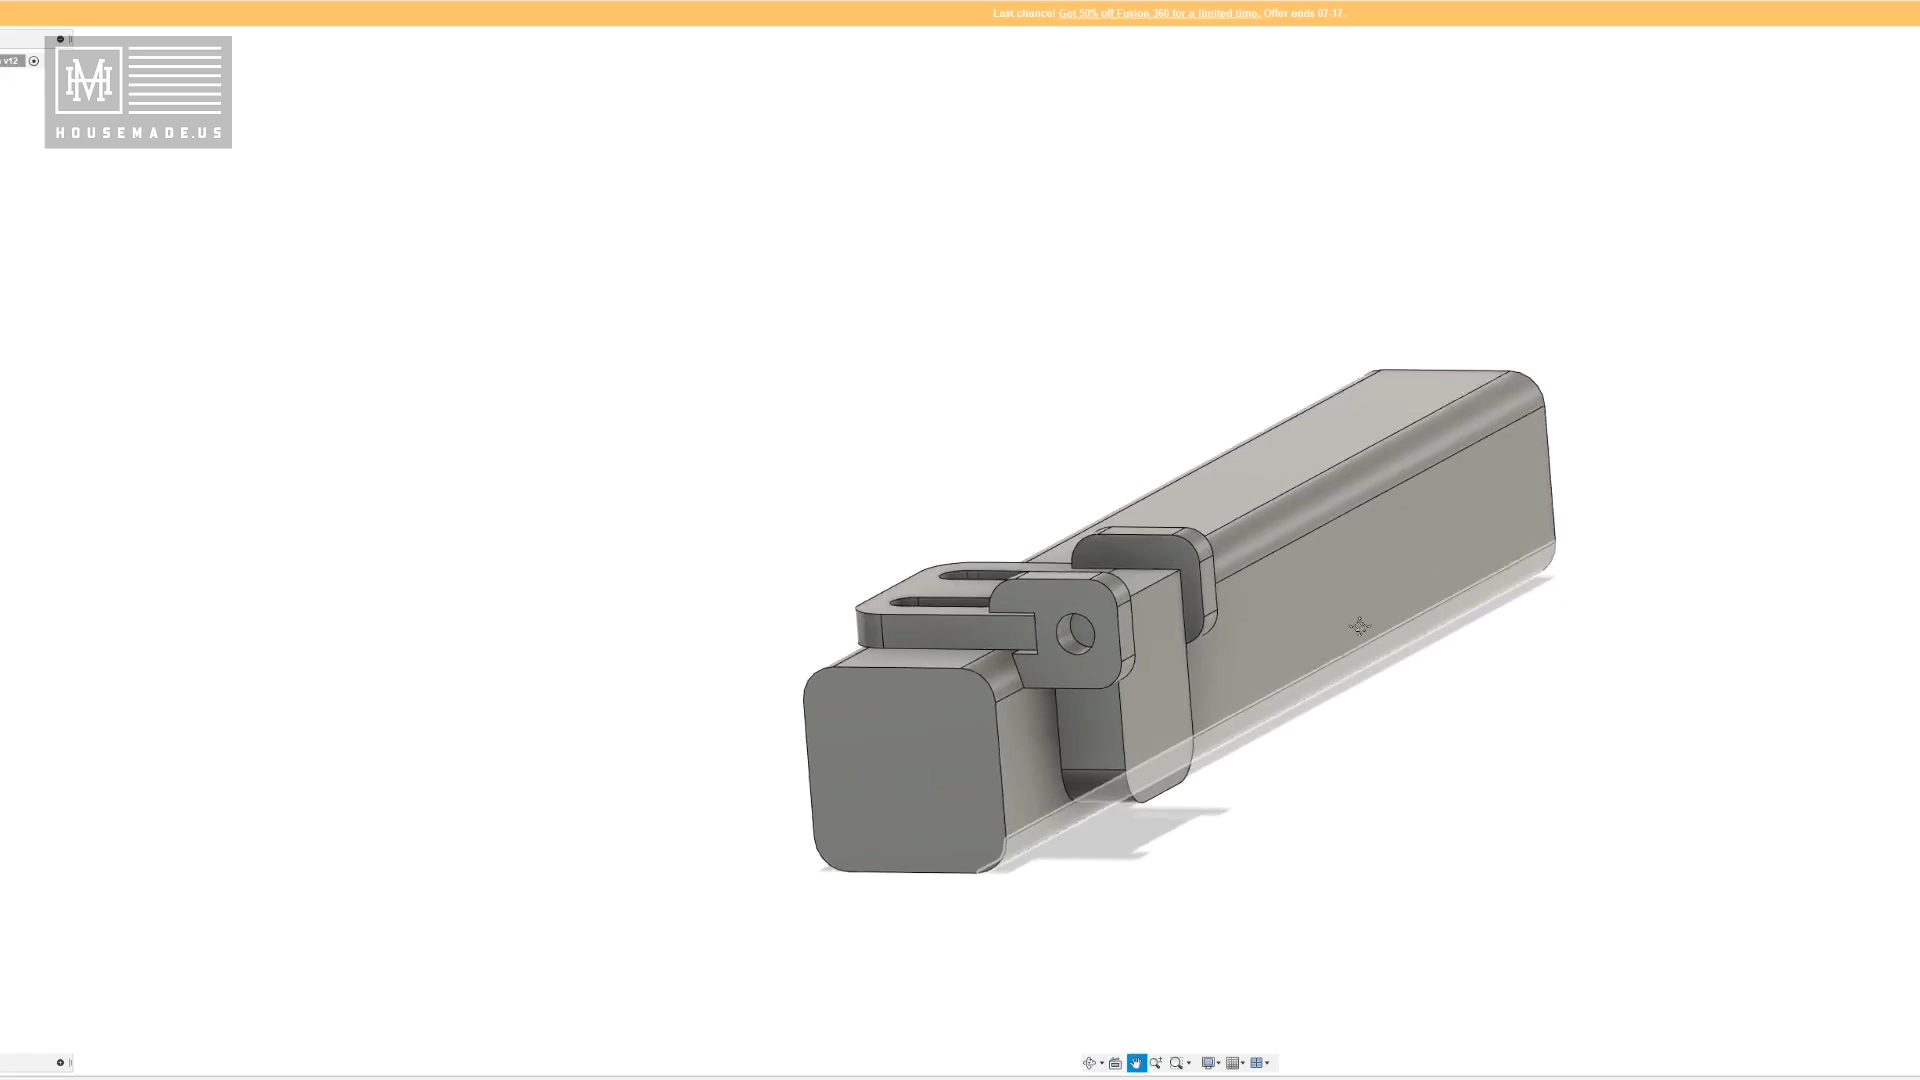 Last chance! Get 50% off Fusion 360 for a limited time. Offer ends 07.17.
v12
HM
HOUSEMADE.US